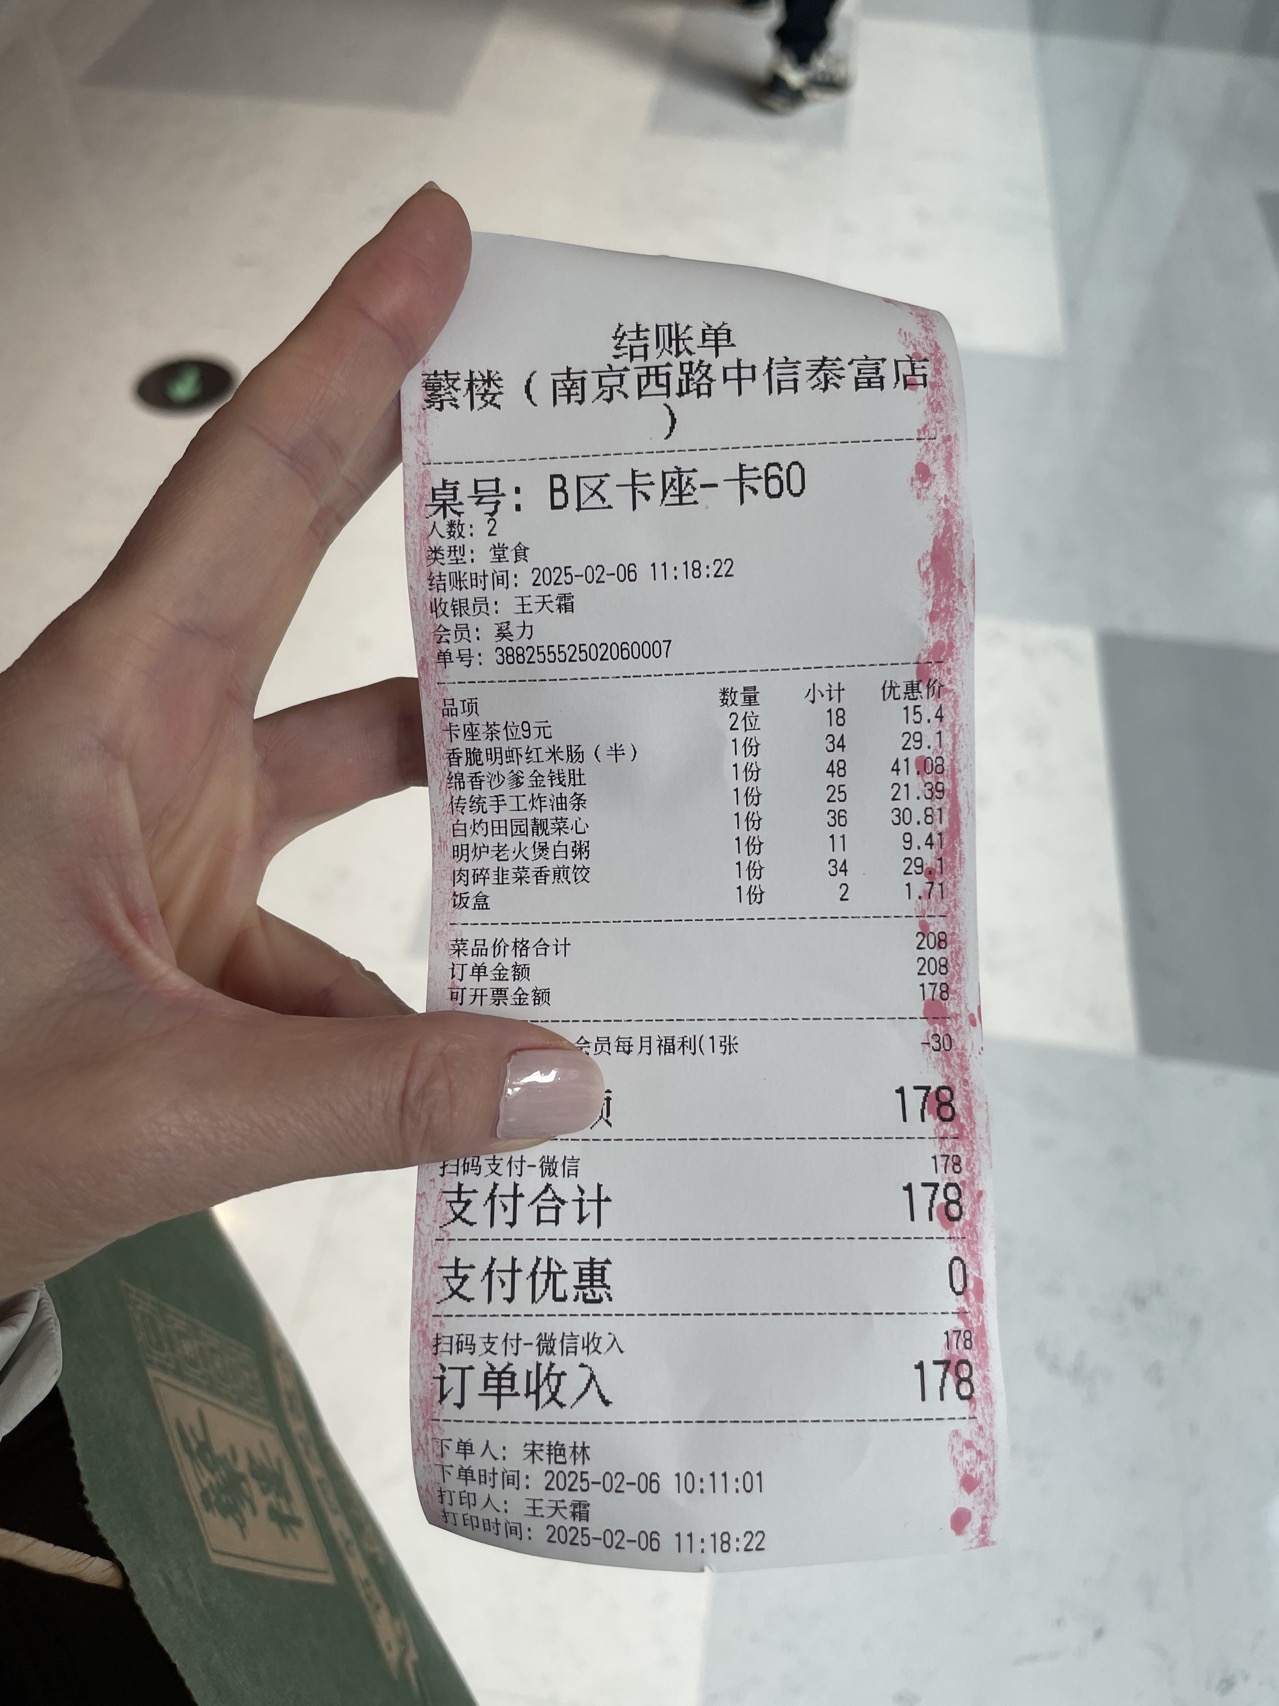 结账单
蘩楼（南京西路中信泰富店
）
桌号: B区卡座-卡60
人数: 2
类型: 堂食
结账时间: 2025-02-06 11:18:22
收银员: 王天霜
会员: 奚力
单号: 38825552502060007
品项 数量 小计 优惠价
卡座茶位9元 2位 18 15.4
香脆明虾红米肠（半） 1份 34 29.1
绵香沙爹金钱肚 1份 48 41.08
传统手工炸油条 1份 25 21.39
白灼田园靓菜心 1份 36 30.81
明炉老火煲白粥 1份 11 9.41
肉碎韭菜香煎饺 1份 34 29.1
饭盒 1份 2 1.71
菜品价格合计 208
订单金额 208
可开票金额 178
会员每月福利(1张 -30
178
扫码支付-微信 178
支付合计 178
支付优惠 0
扫码支付-微信收入 178
订单收入 178
下单人: 宋艳林
下单时间: 2025-02-06 10:11:01
打印人: 王天霜
打印时间: 2025-02-06 11:18:22